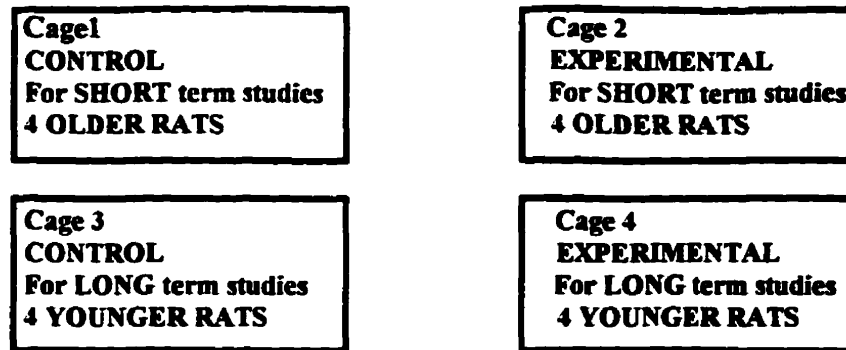 Cage1
CONTROL
For SHORT term studies
4 OLDER RATS
Cage 2
EXPERIMENTAL
For SHORT term studies
4 OLDER RATS
Cage 3
CONTROL
For LONG term studies
4 YOUNGER RATS
Cage 4
EXPERIMENTAL
For LONG term studies
4 YOUNGER RATS